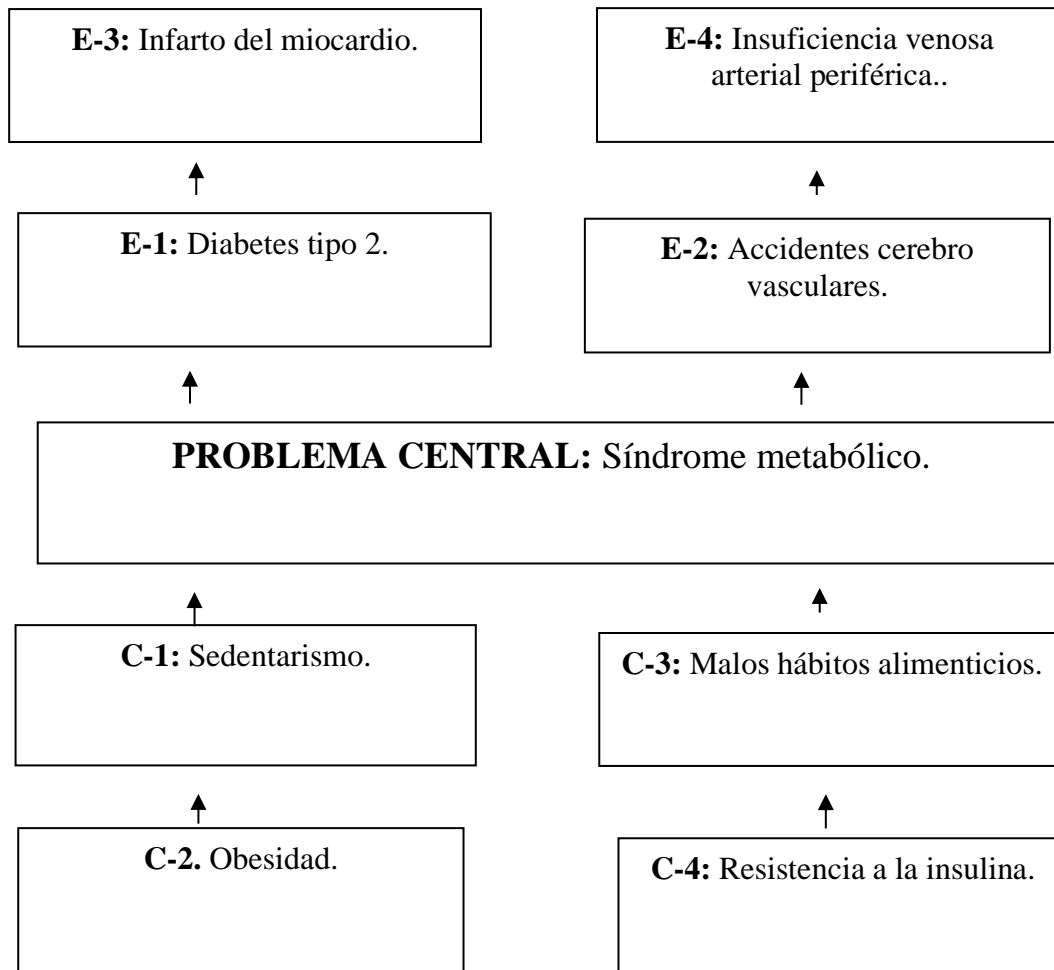 E-3: Infarto del miocardio.
E-4: Insuficiencia venosa
arterial periférica..
E-1: Diabetes tipo 2.
E-2: Accidentes cerebro
vasculares.
PROBLEMA CENTRAL: Síndrome metabólico.
C-1: Sedentarismo.
C-3: Malos hábitos alimenticios.
C-2. Obesidad.
C-4: Resistencia a la insulina.